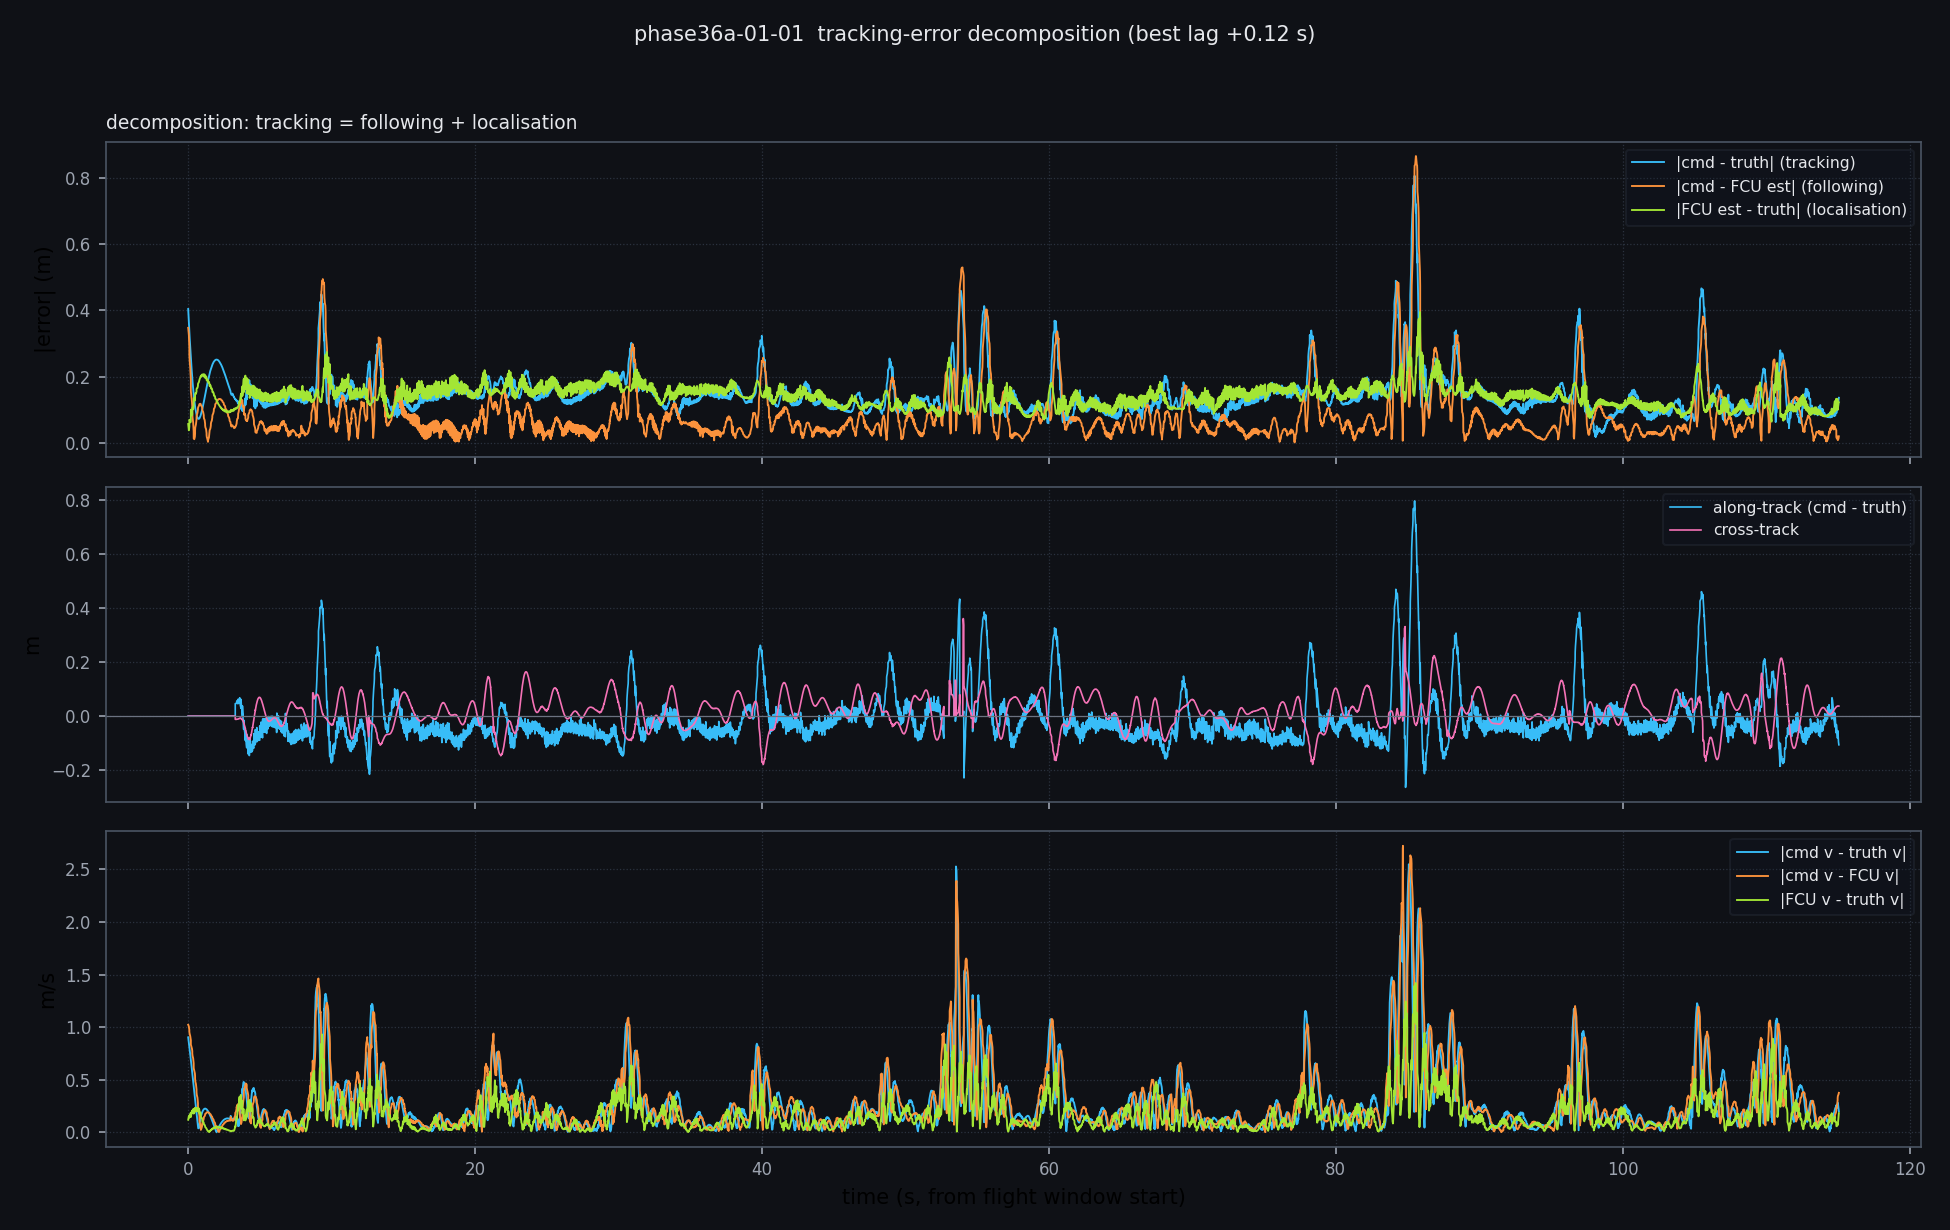 phase36a-01-01  tracking-error decomposition (best lag +0.12 s)
decomposition: tracking = following + localisation
|error| (m)
0.8
0.6
0.4
0.2
0.0
|cmd - truth| (tracking)
|cmd - FCU est| (following)
|FCU est - truth| (localisation)
m
0.8
0.6
0.4
0.2
0.0
−0.2
along-track (cmd - truth)
cross-track
m/s
2.5
2.0
1.5
1.0
0.5
0.0
|cmd v - truth v|
|cmd v - FCU v|
|FCU v - truth v|
0 20 40 60 80 100 120
time (s, from flight window start)